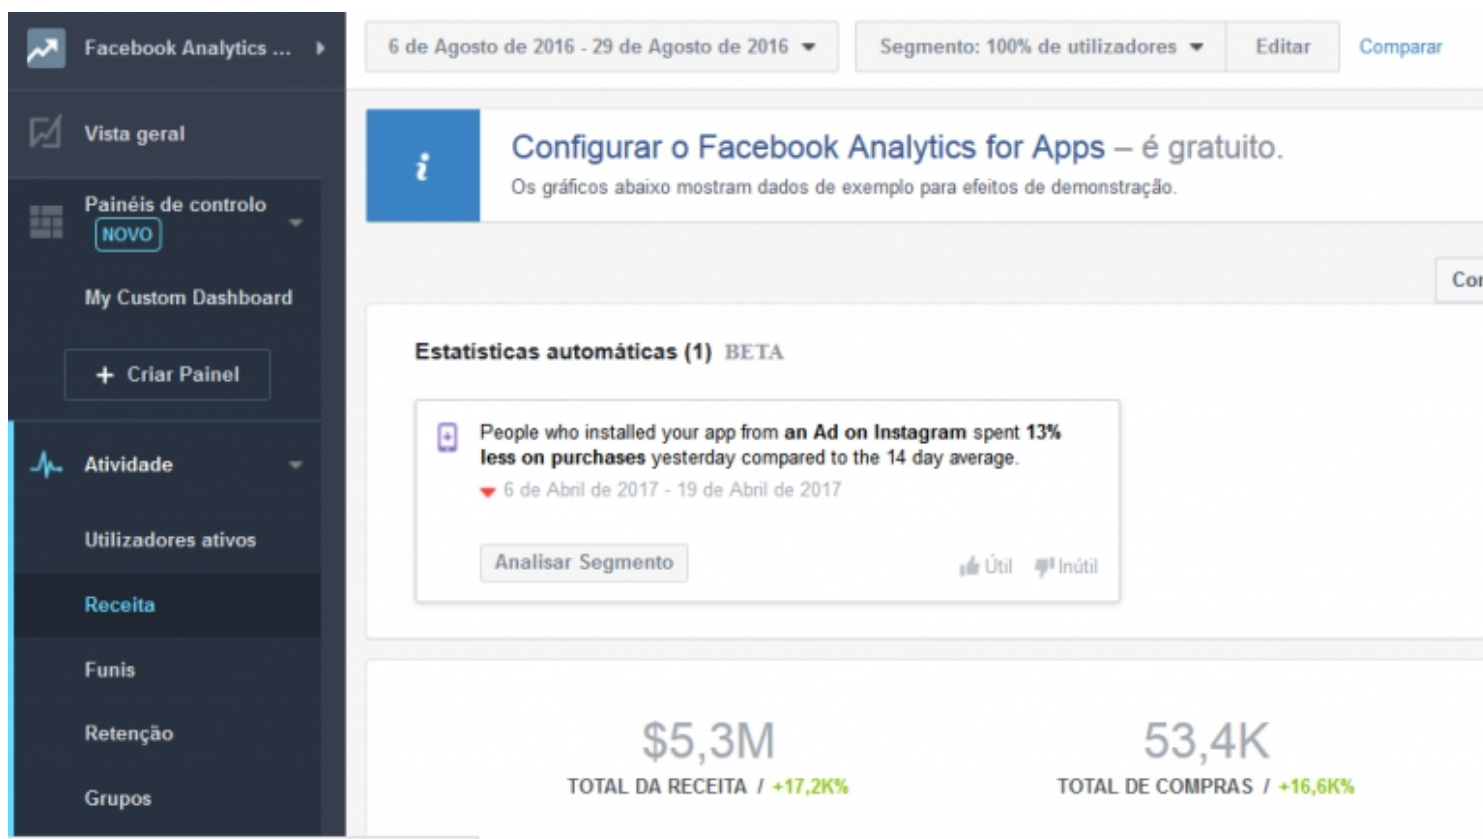 Facebook Analytics ...
6 de Agosto de 2016 - 29 de Agosto de 2016
Segmento: 100% de utilizadores
Editar
Comparar
Vista geral
Painéis de controlo
NOVO
My Custom Dashboard
+ Criar Painel
Atividade
Utilizadores ativos
Receita
Funis
Retenção
Grupos
i
Configurar o Facebook Analytics for Apps – é gratuito.
Os gráficos abaixo mostram dados de exemplo para efeitos de demonstração.
Estatísticas automáticas (1) BETA
People who installed your app from an Ad on Instagram spent 13%
less on purchases yesterday compared to the 14 day average.
6 de Abril de 2017 - 19 de Abril de 2017
Analisar Segmento
Útil
Inútil
$5,3M
TOTAL DA RECEITA / +17,2K%
53,4K
TOTAL DE COMPRAS / +16,6K%